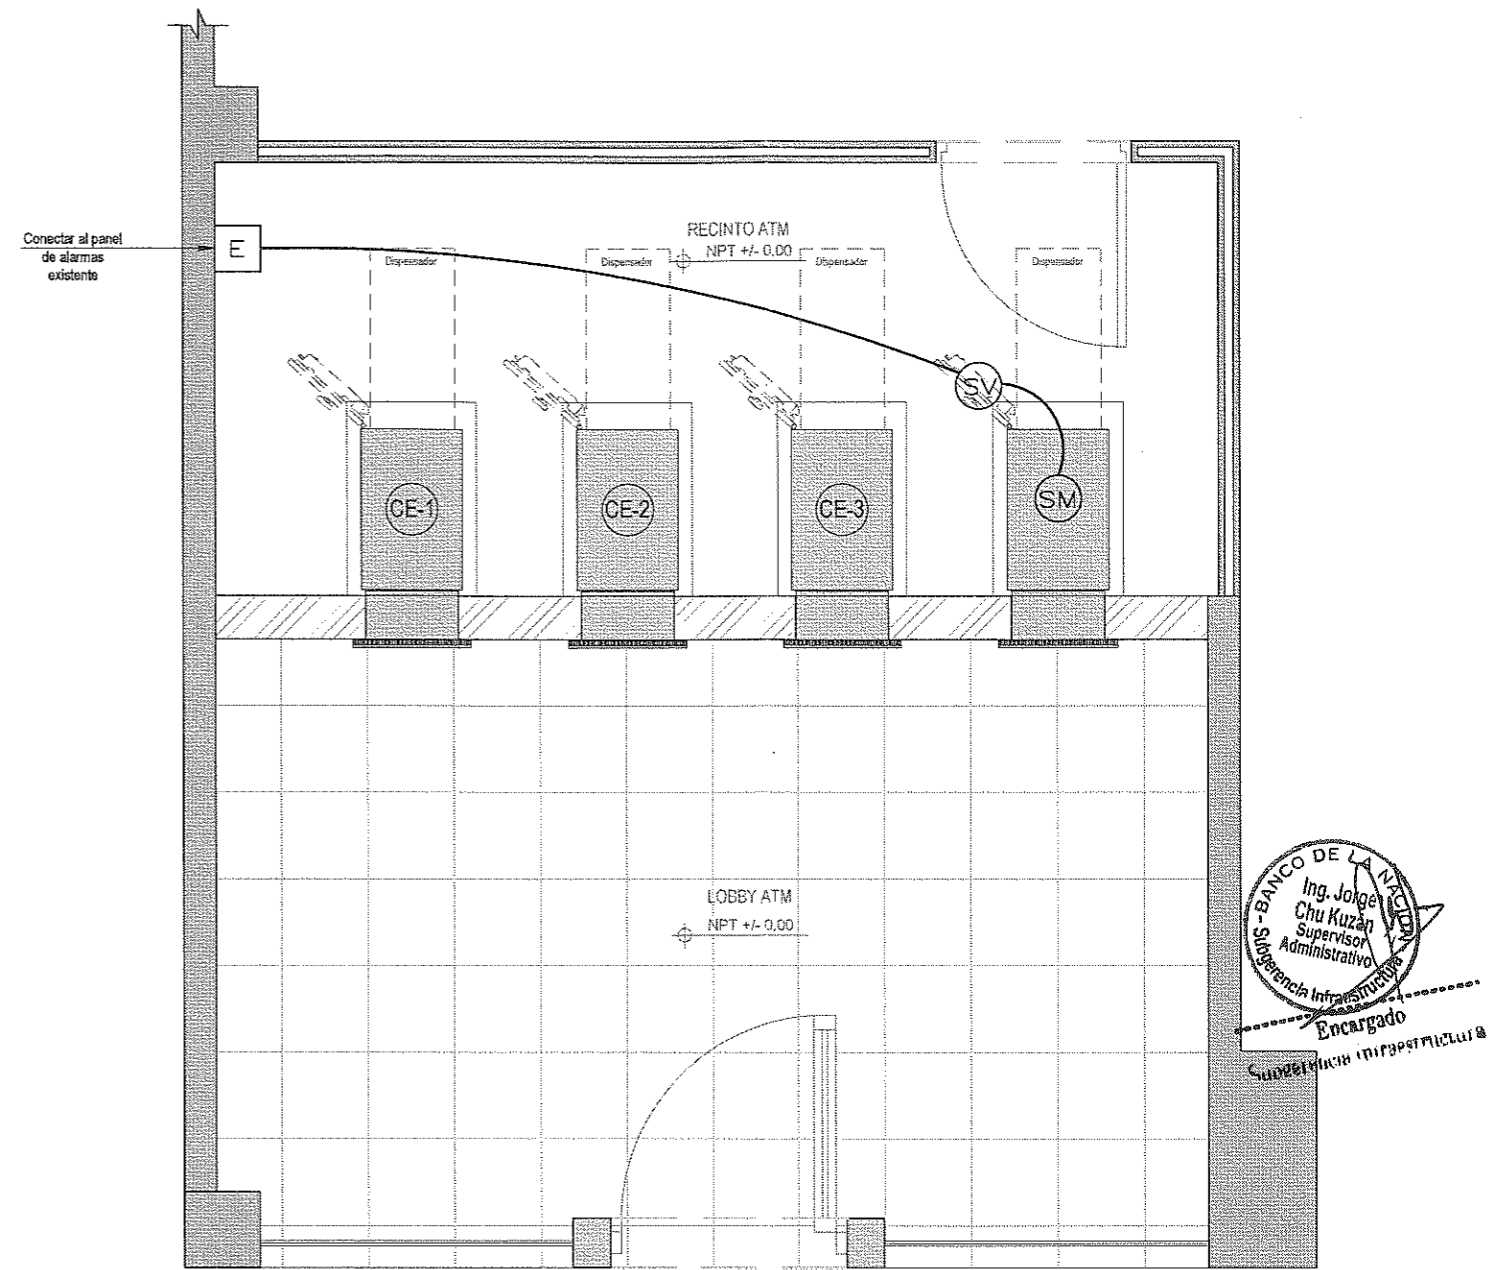 Conectar al panel
de alarmas
existente
E
RECINTO ATM
NPT +/- 0,00
Dispensador
Dispensador
Dispensador
Dispensador
SV
SM
CE-1
CE-2
CE-3
LOBBY ATM
NPT +/- 0,00
BANCO DE LA NACION
Ing. Jorge
Chu Kuzán
Supervisor
Administrativo
Subgerencia Infraestructura
Encargado
Subgerencia Infraestructura